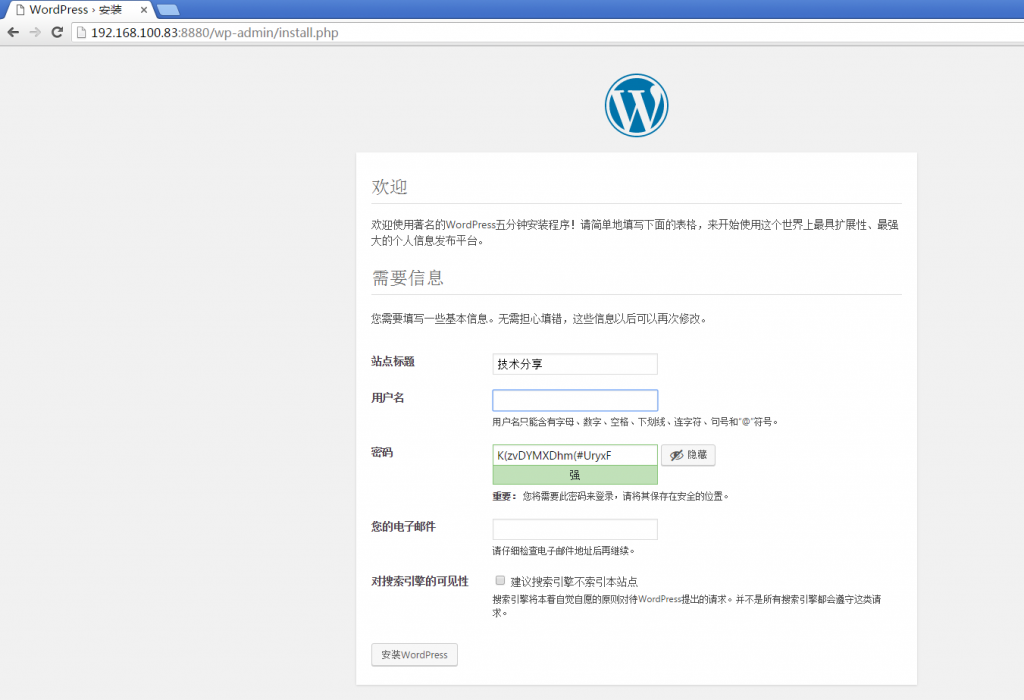 WordPress › 安装
192.168.100.83:8880/wp-admin/install.php
欢迎
欢迎使用著名的WordPress五分钟安装程序！请简单地填写下面的表格，来开始使用这个世界上最具扩展性、最强
大的个人信息发布平台。
需要信息
您需要填写一些基本信息。无需担心填错，这些信息以后可以再次修改。
站点标题
技术分享
用户名
用户名只能含有字母、数字、空格、下划线、连字符、句号和“@”符号。
密码
K(zvDYMXDhm(#UryxF
隐藏
强
重要： 您将需要此密码来登录，请将其保存在安全的位置。
您的电子邮件
请仔细检查电子邮件地址后再继续。
对搜索引擎的可见性
建议搜索引擎不索引本站点
搜索引擎将本着自觉自愿的原则对待WordPress提出的请求。并不是所有搜索引擎都会遵守这类请
求。
安装WordPress